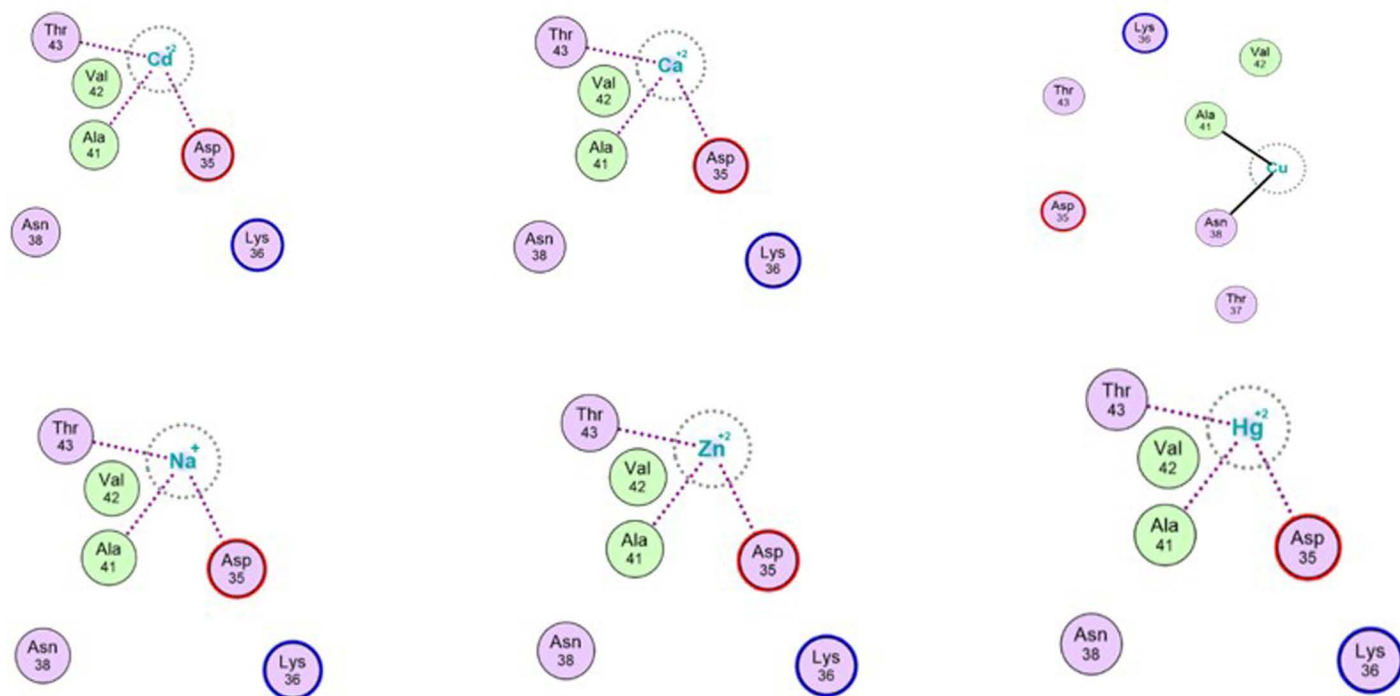 Thr
43
Cd+2
Val
42
Ala
41
Asp
35
Asn
38
Lys
36
Thr
43
Ca+2
Val
42
Ala
41
Asp
35
Asn
38
Lys
36
Lys
36
Val
42
Thr
43
Ala
41
Cu
Asp
35
Asn
38
Thr
37
Thr
43
Na+
Val
42
Ala
41
Asp
35
Asn
38
Lys
36
Thr
43
Zn+2
Val
42
Ala
41
Asp
35
Asn
38
Lys
36
Thr
43
Hg+2
Val
42
Ala
41
Asp
35
Asn
38
Lys
36